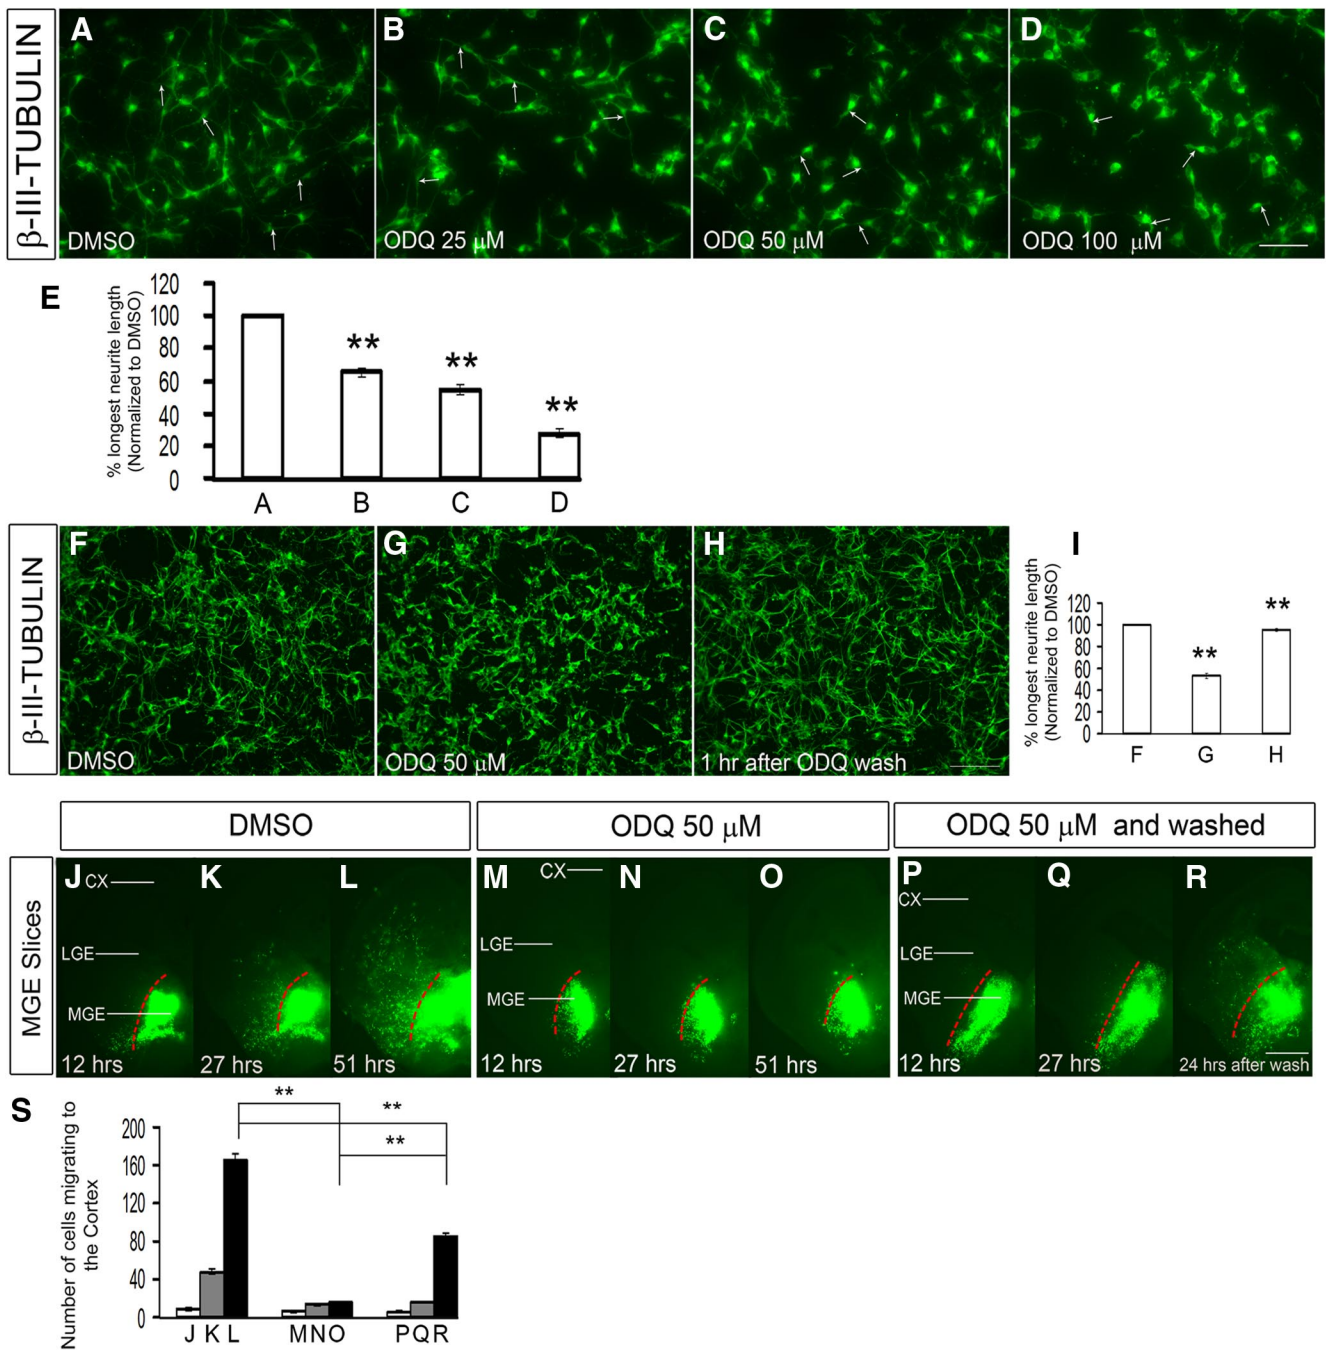 β-III-TUBULIN
A
DMSO
B
ODQ 25 μM
C
ODQ 50 μM
D
ODQ 100 μM
E
% longest neurite length
(Normalized to DMSO)
120
100
80
60
40
20
0
**
**
**
A B C D
β-III-TUBULIN
F
DMSO
G
ODQ 50 μM
H
1 hr after ODQ wash
I
% longest neurite length
(Normalized to DMSO)
120
100
80
60
40
20
0
**
**
F G H
DMSO
ODQ 50 μM
ODQ 50 μM and washed
MGE Slices
J
CX
LGE
MGE
12 hrs
K
27 hrs
L
51 hrs
M
CX
LGE
MGE
12 hrs
N
27 hrs
O
51 hrs
P
CX
LGE
MGE
12 hrs
Q
27 hrs
R
24 hrs after wash
S
Number of cells migrating to
the Cortex
200
160
120
80
40
0
**
**
**
J K L M N O P Q R